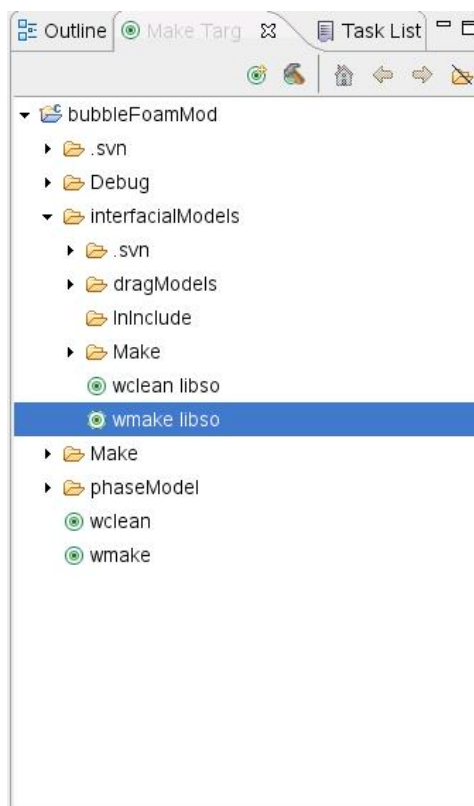 Outline Make Targ Task List
bubbleFoamMod
.svn
Debug
interfacialModels
.svn
dragModels
lnInclude
Make
wclean libso
wmake libso
Make
phaseModel
wclean
wmake